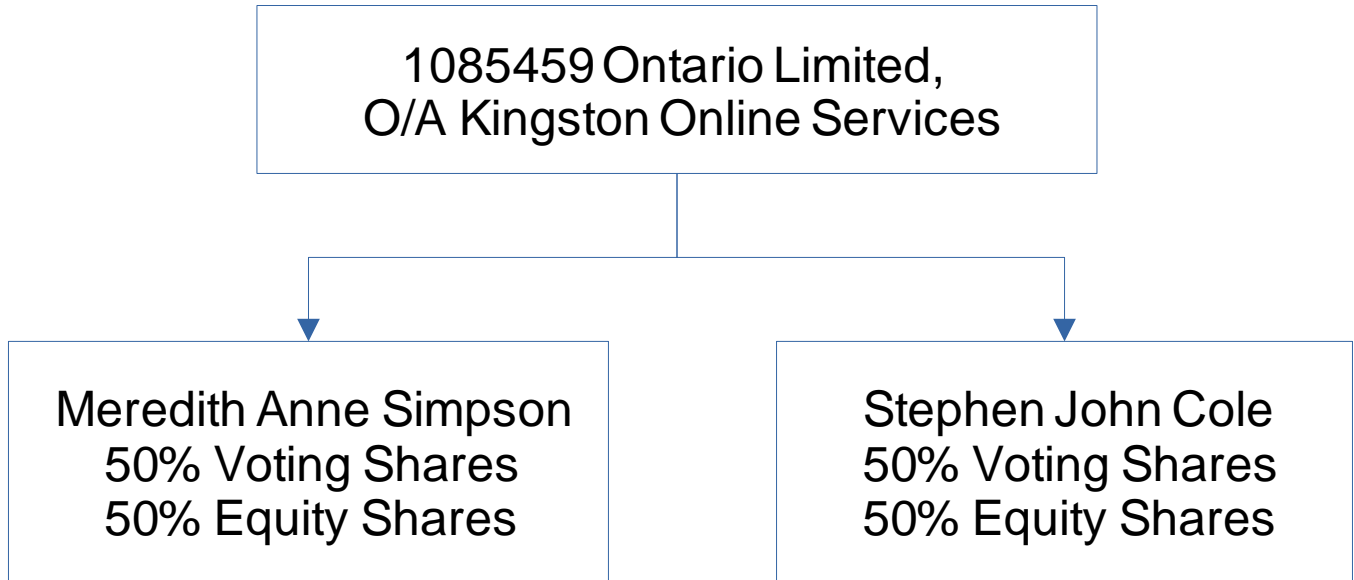 1085459 Ontario Limited,
O/A Kingston Online Services
Meredith Anne Simpson
50% Voting Shares
50% Equity Shares
Stephen John Cole
50% Voting Shares
50% Equity Shares